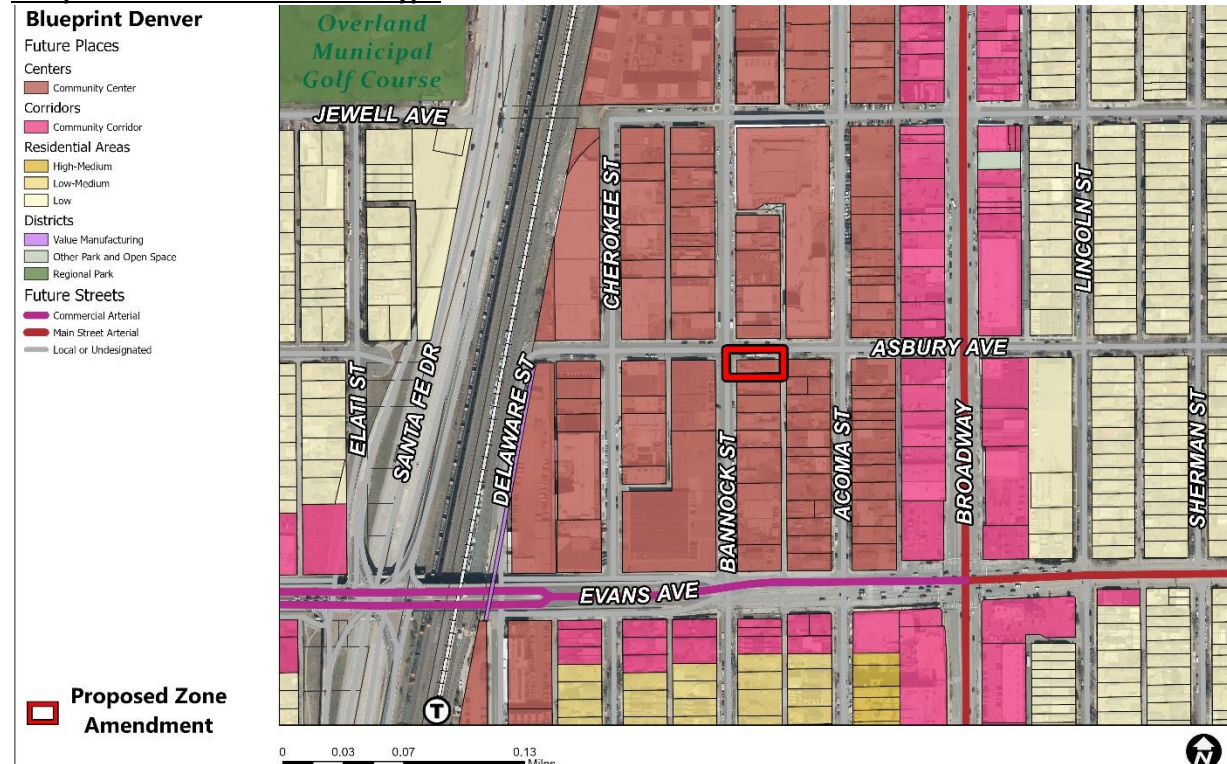 Blueprint Denver
Future Places
Centers
Community Center
Corridors
Community Corridor
Residential Areas
High-Medium
Low-Medium
Low
Districts
Value Manufacturing
Other Park and Open Space
Regional Park
Future Streets
Commercial Arterial
Main Street Arterial
Local or Undesignated
Proposed Zone
Amendment
Overland
Municipal
Golf Course
JEWELL AVE
CHEROKEE ST
LINCOLN ST
ASBURY AVE
ELATI ST
SANTA FE DR
DELAWARE ST
BANNOCK ST
ACOMA ST
BROADWAY
SHERMAN ST
EVANS AVE
T
0 0.03 0.07 0.13
Miles
N